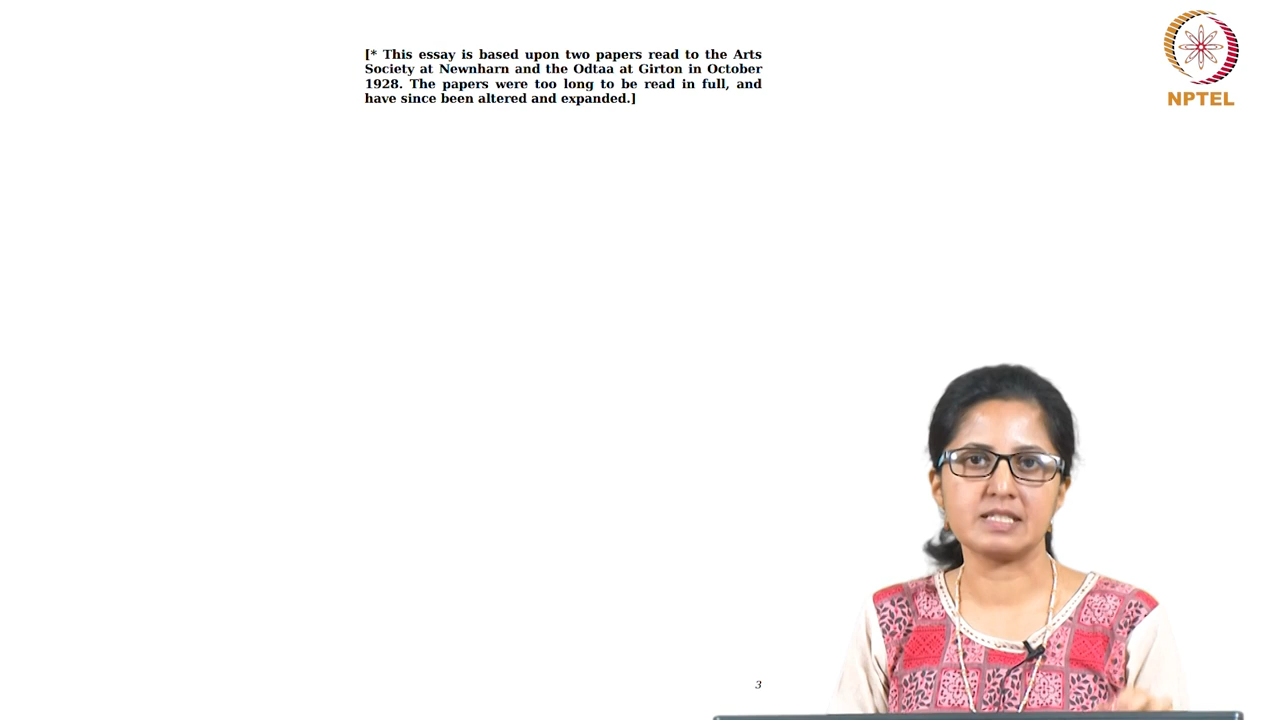 [* This essay is based upon two papers read to the Arts
Society at Newnharn and the Odtaa at Girton in October
1928. The papers were too long to be read in full, and
have since been altered and expanded.]
NPTEL
3